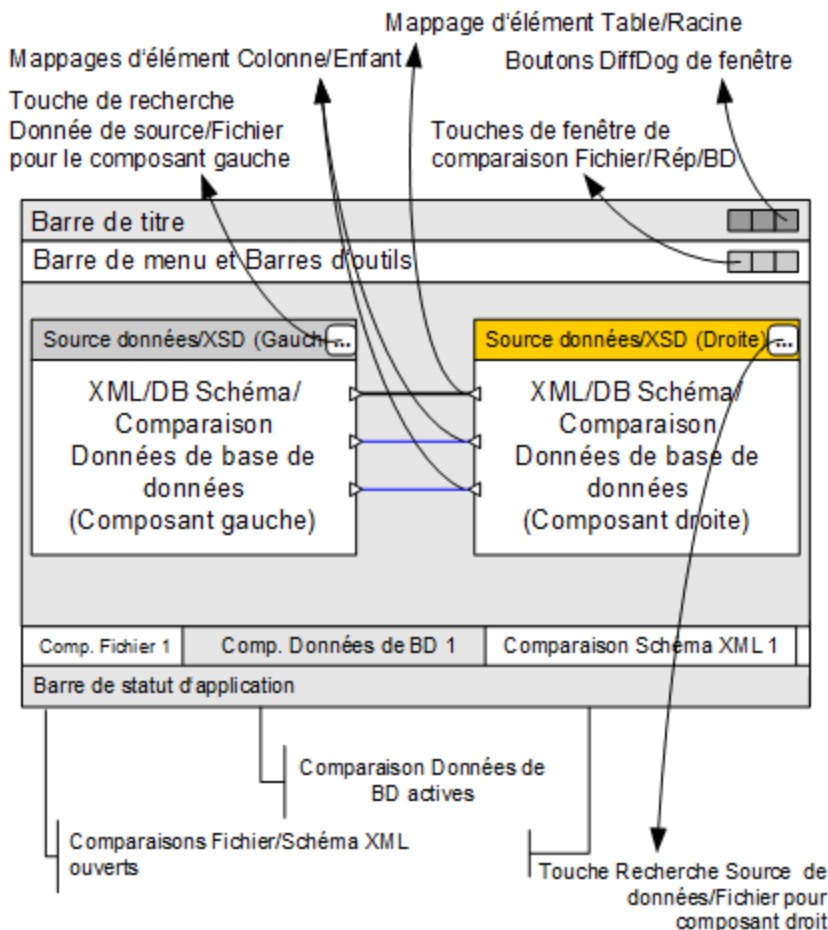 Mappage d'élément Table/Racine
Mappages d'élément Colonne/Enfant
Boutons DiffDog de fenêtre
Touche de recherche
Donnée de source/Fichier
pour le composant gauche
Touches de fenêtre de
comparaison Fichier/Rép/BD
Barre de titre
Barre de menu et Barres d'outils
Source données/XSD (Gauch
...
Source données/XSD (Droite)
...
XML/DB Schéma/
Comparaison
Données de base de
données
(Composant gauche)
XML/DB Schéma/
Comparaison
Données de base de
données
(Composant droite)
Comp. Fichier 1
Comp. Données de BD 1
Comparaison Schéma XML 1
Barre de statut d'application
Comparaison Données de
BD actives
Comparaisons Fichier/Schéma XML
ouverts
Touche Recherche Source de
données/Fichier pour
composant droit